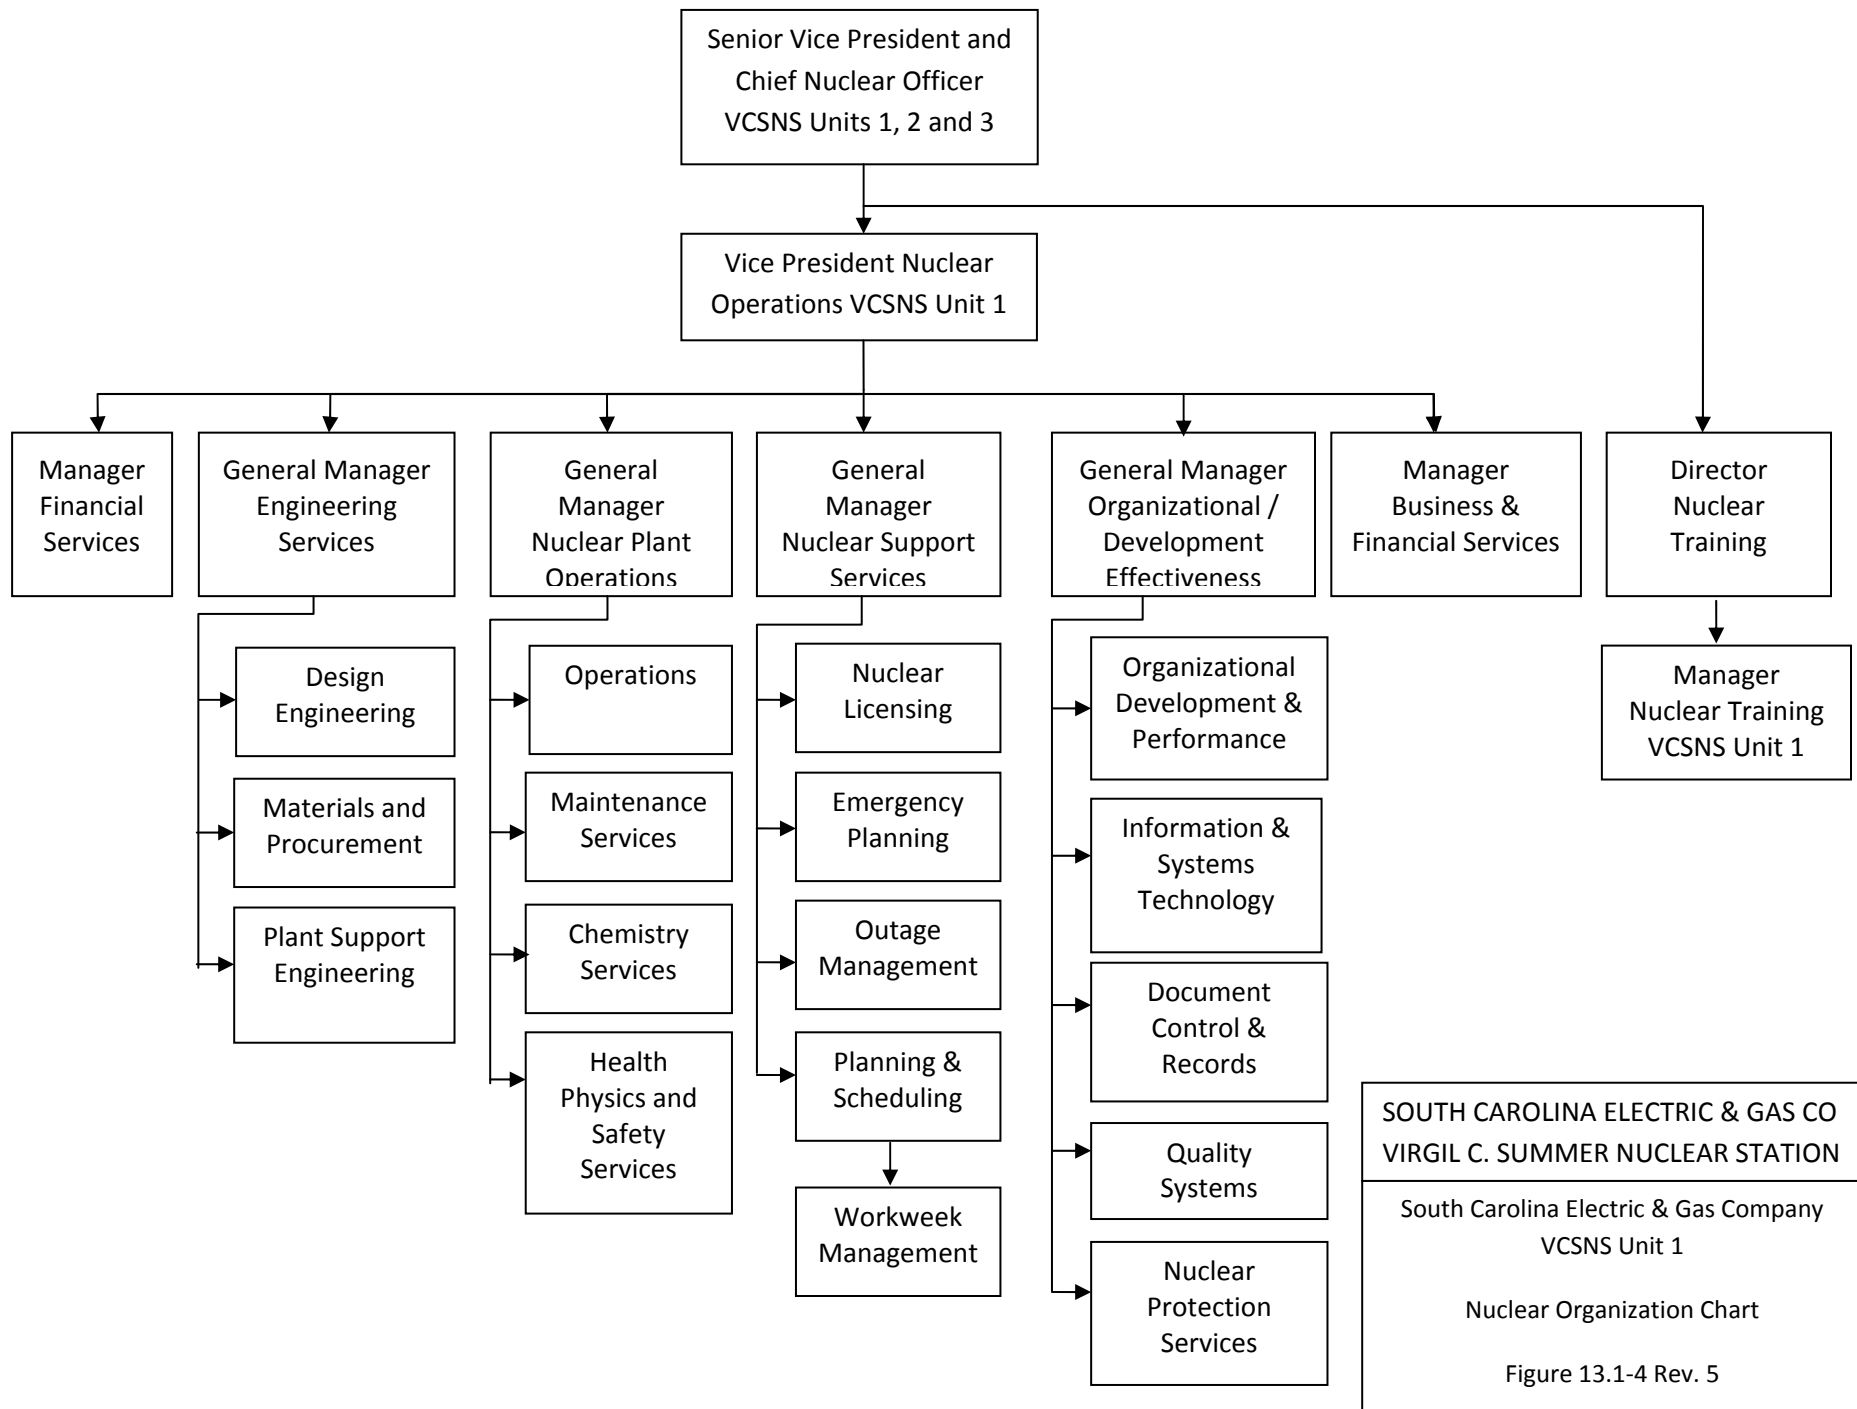 Senior Vice President and
Chief Nuclear Officer
VCSNS Units 1, 2 and 3
Vice President Nuclear
Operations VCSNS Unit 1
Manager
Financial
Services
General Manager
Engineering
Services
General
Manager
Nuclear Plant
Operations
General
Manager
Nuclear Support
Services
General Manager
Organizational /
Development
Effectiveness
Manager
Business &
Financial Services
Director
Nuclear
Training
Design
Engineering
Materials and
Procurement
Plant Support
Engineering
Operations
Maintenance
Services
Chemistry
Services
Health
Physics and
Safety
Services
Nuclear
Licensing
Emergency
Planning
Outage
Management
Planning &
Scheduling
Workweek
Management
Organizational
Development &
Performance
Information &
Systems
Technology
Document
Control &
Records
Quality
Systems
Nuclear
Protection
Services
Manager
Nuclear Training
VCSNS Unit 1
SOUTH CAROLINA ELECTRIC & GAS CO
VIRGIL C. SUMMER NUCLEAR STATION
South Carolina Electric & Gas Company
VCSNS Unit 1
Nuclear Organization Chart
Figure 13.1-4 Rev. 5